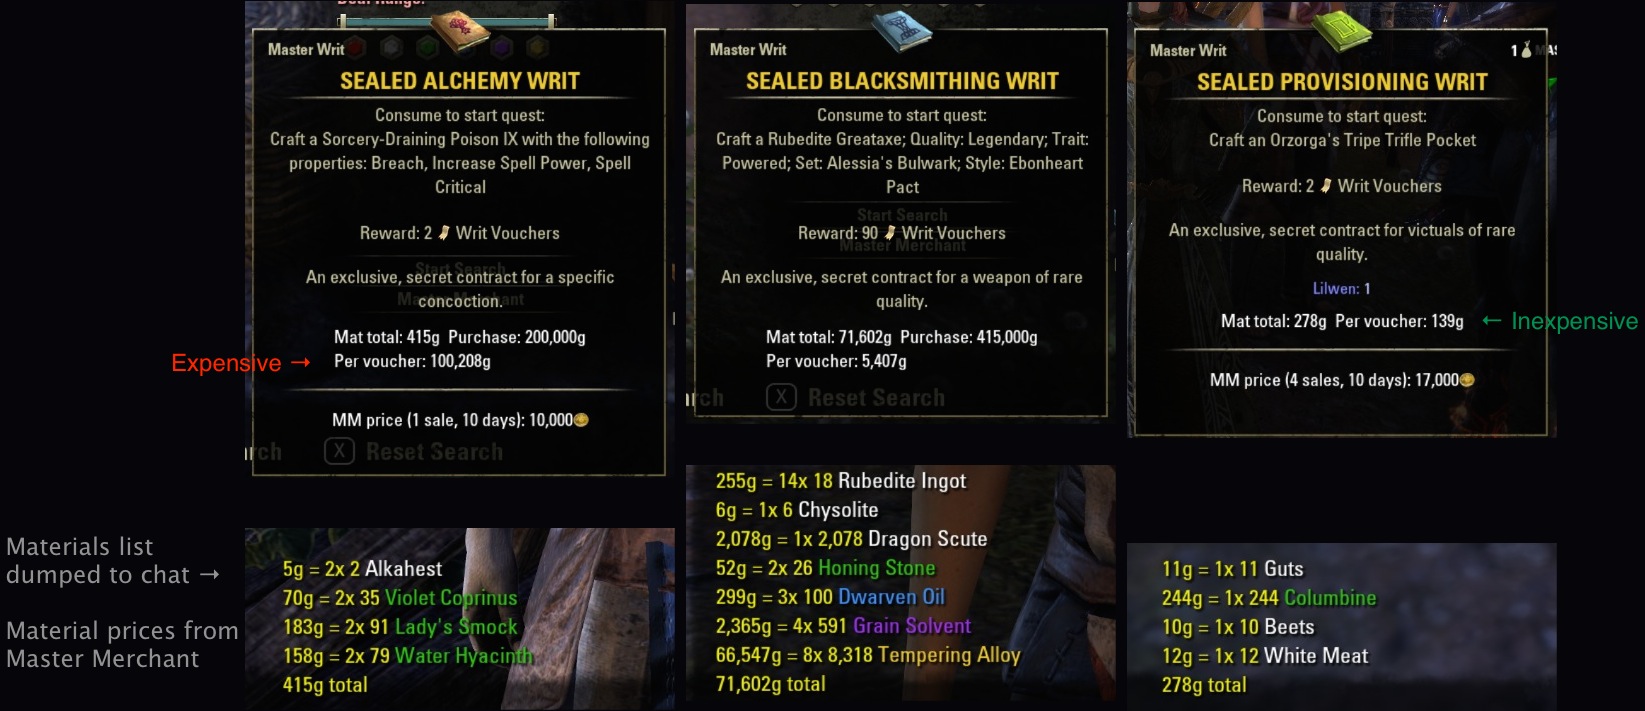 Master Writ
SEALED ALCHEMY WRIT
Consume to start quest:
Craft a Sorcery-Draining Poison IX with the following
properties: Breach, Increase Spell Power, Spell
Critical
Reward: 2 Writ Vouchers
Start Search
An exclusive, secret contract for a specific
concoction.
Master Merchant
Mat total: 415g Purchase: 200,000g
Expensive →
Per voucher: 100,208g
MM price (1 sale, 10 days): 10,000
X Reset Search
Master Writ
SEALED BLACKSMITHING WRIT
Consume to start quest:
Craft a Rubedite Greataxe; Quality: Legendary; Trait:
Powered; Set: Alessia's Bulwark; Style: Ebonheart
Pact
Start Search
Reward: 90 Writ Vouchers
Master Merchant
An exclusive, secret contract for a weapon of rare
quality.
Mat total: 71,602g Purchase: 415,000g
Per voucher: 5,407g
X Reset Search
Master Writ
1
SEALED PROVISIONING WRIT
Consume to start quest:
Craft an Orzorga's Tripe Trifle Pocket
Reward: 2 Writ Vouchers
An exclusive, secret contract for victuals of rare
quality.
Lilwen: 1
Mat total: 278g Per voucher: 139g
← Inexpensive
MM price (4 sales, 10 days): 17,000
Materials list
dumped to chat →
Material prices from
Master Merchant
5g = 2x 2 Alkahest
70g = 2x 35 Violet Coprinus
183g = 2x 91 Lady's Smock
158g = 2x 79 Water Hyacinth
415g total
255g = 14x 18 Rubedite Ingot
6g = 1x 6 Chysolite
2,078g = 1x 2,078 Dragon Scute
52g = 2x 26 Honing Stone
299g = 3x 100 Dwarven Oil
2,365g = 4x 591 Grain Solvent
66,547g = 8x 8,318 Tempering Alloy
71,602g total
11g = 1x 11 Guts
244g = 1x 244 Columbine
10g = 1x 10 Beets
12g = 1x 12 White Meat
278g total